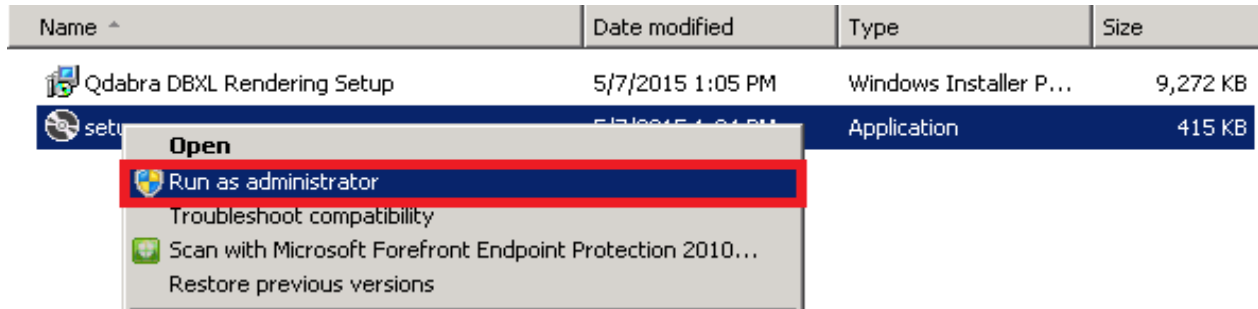 Name Date modified Type Size
Qdabra DBXL Rendering Setup 5/7/2015 1:05 PM Windows Installer P... 9,272 KB
Application 415 KB
Open
Run as administrator
Troubleshoot compatibility
Scan with Microsoft Forefront Endpoint Protection 2010...
Restore previous versions